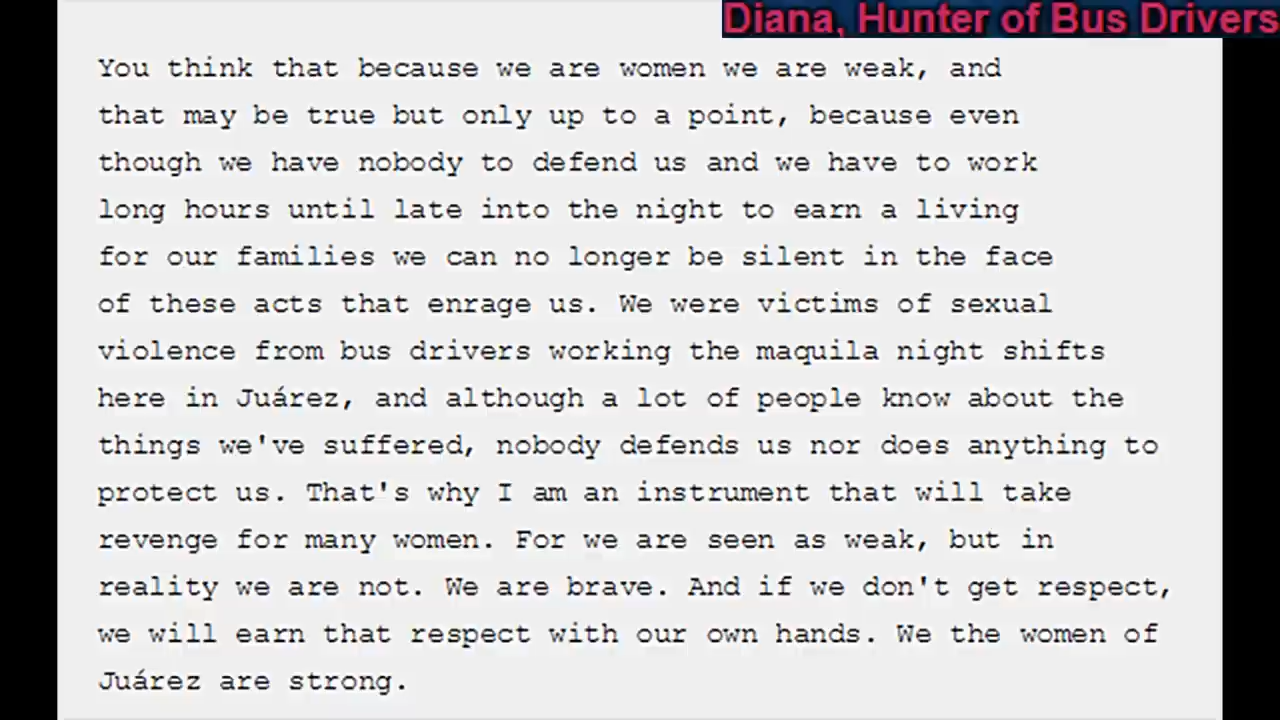 Diana, Hunter of Bus Drivers
You think that because we are women we are weak, and
that may be true but only up to a point, because even
though we have nobody to defend us and we have to work
long hours until late into the night to earn a living
for our families we can no longer be silent in the face
of these acts that enrage us. We were victims of sexual
violence from bus drivers working the maquila night shifts
here in Juárez, and although a lot of people know about the
things we've suffered, nobody defends us nor does anything to
protect us. That's why I am an instrument that will take
revenge for many women. For we are seen as weak, but in
reality we are not. We are brave. And if we don't get respect,
we will earn that respect with our own hands. We the women of
Juárez are strong.